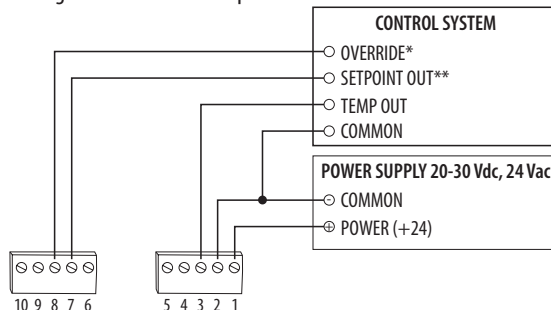 CONTROL SYSTEM
OVERRIDE*
SETPOINT OUT**
TEMP OUT
COMMON
POWER SUPPLY 20-30 Vdc, 24 Vac
COMMON
POWER (+24)
10 9 8 7 6
5 4 3 2 1